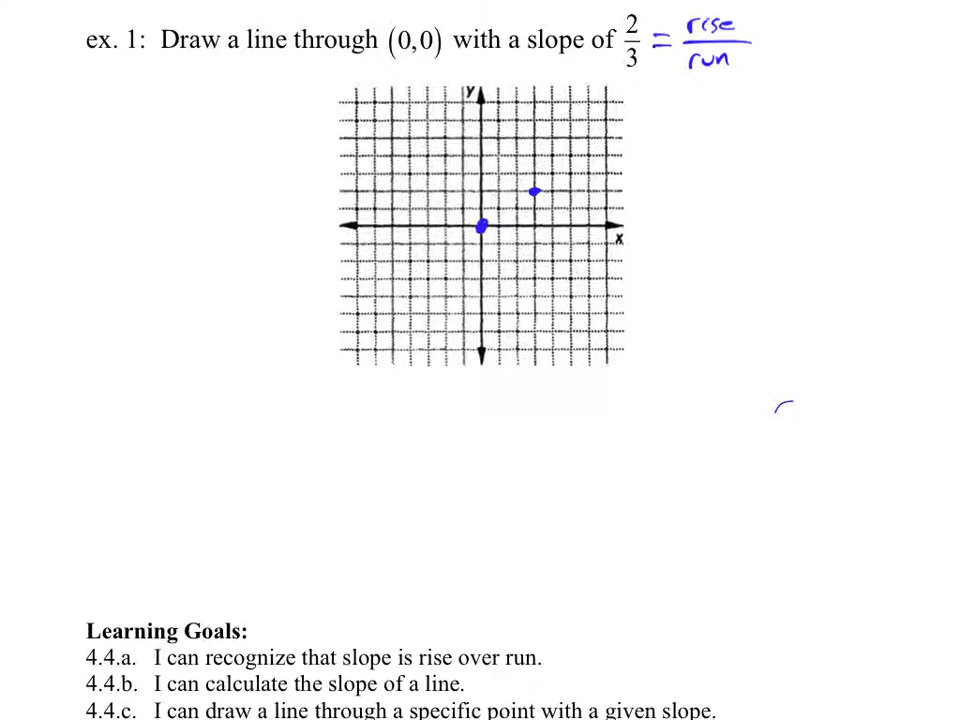 ex. 1: Draw a line through (0,0) with a slope of 2/3 = rise/run
y
x
Learning Goals:
4.4.a. I can recognize that slope is rise over run.
4.4.b. I can calculate the slope of a line.
4.4.c. I can draw a line through a specific point with a given slope.